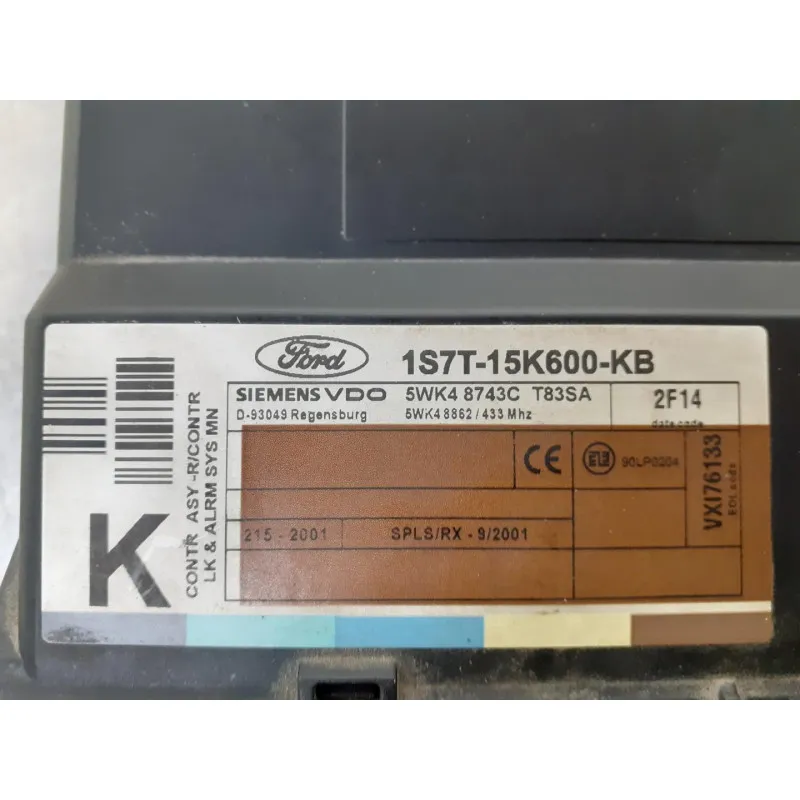 Ford
1S7T-15K600-KB
SIEMENS VDO 5WK4 8743C T83SA
D-93049 Regensburg 5WK4 8862 / 433 Mhz
2F14
date code
CE
90LP0204
VXI76133
EOL code
215 - 2001 SPLS/RX - 9/2001
K
CONTR ASY -R/CONTR
LK & ALRM SYS MN